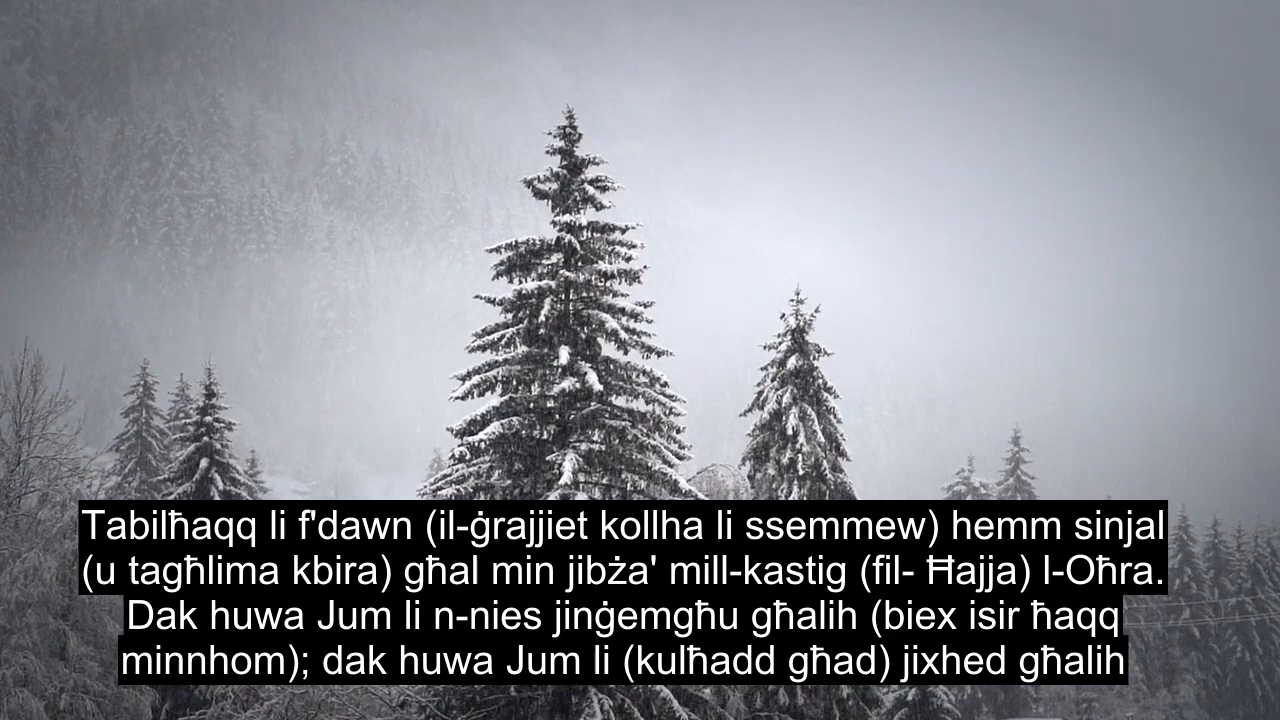 Tabilħaqq li f'dawn (il-ġrajjiet kollha li ssemmew) hemm sinjal
(u tagħlima kbira) għal min jibża' mill-kastig (fil- Ħajja) l-Oħra.
Dak huwa Jum li n-nies jinġemgħu għalih (biex isir ħaqq
minnhom); dak huwa Jum li (kulħadd għad) jixhed għalih